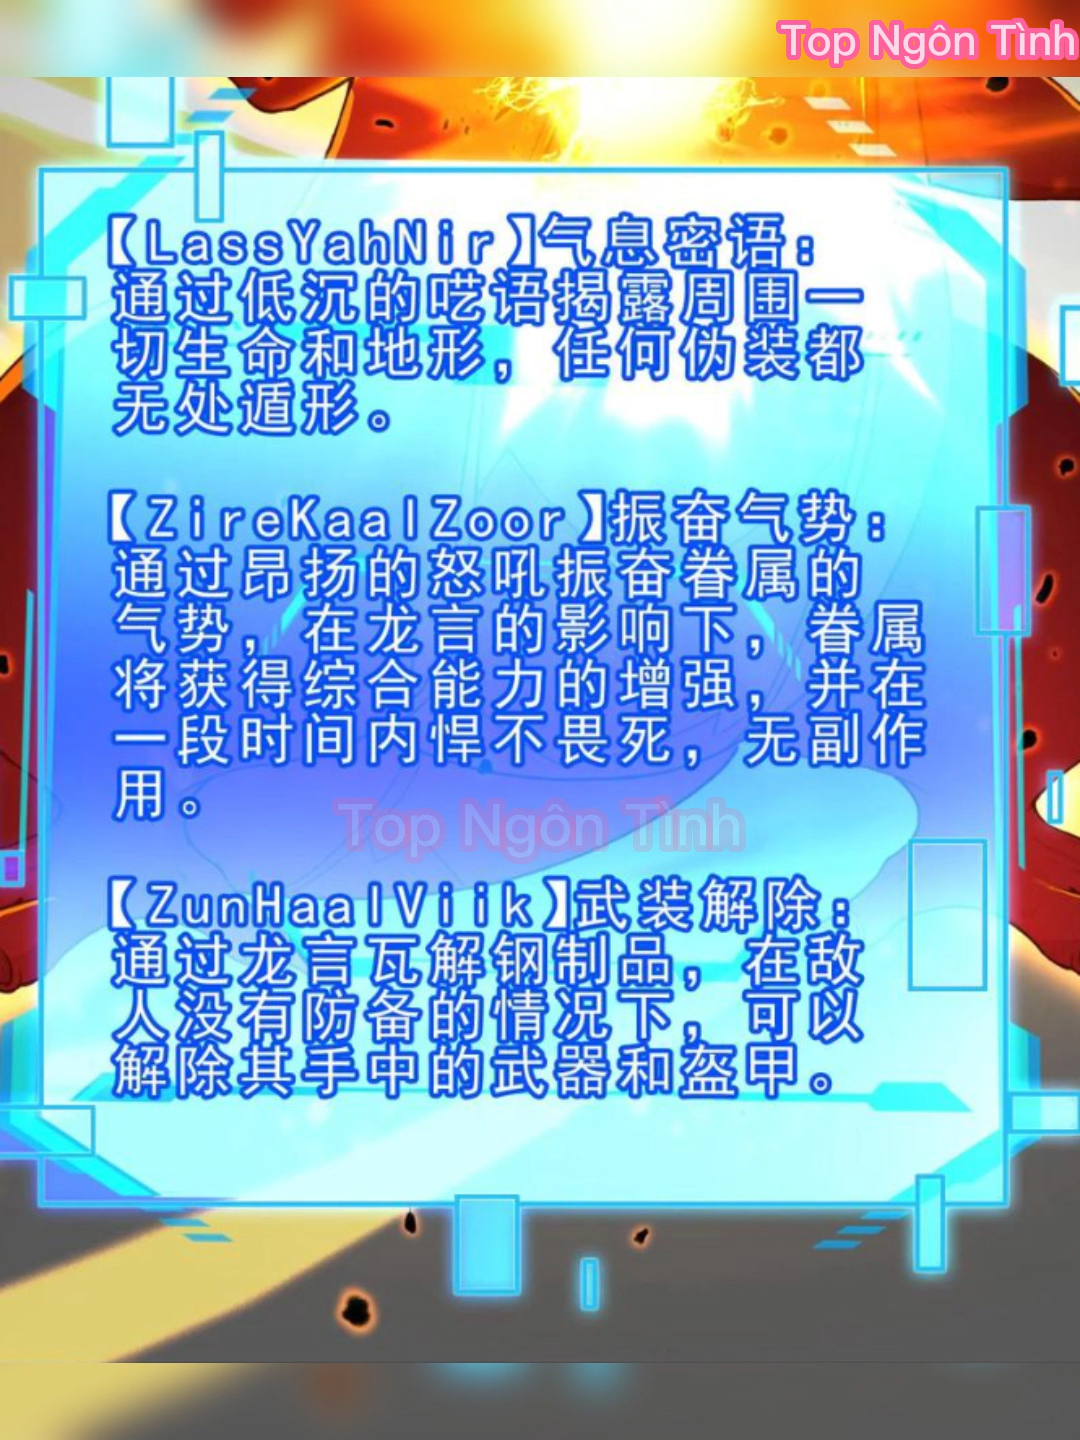 Top Ngôn Tình
【LassYahNir】气息密语：
通过低沉的呓语揭露周围一
切生命和地形，任何伪装都
无处遁形。
【ZireKaalZoor】振奋气势：
通过昂扬的怒吼振奋眷属的
气势，在龙言的影响下，眷属
将获得综合能力的增强，并在
一段时间内悍不畏死，无副作
用。
Top Ngôn Tình
【ZunHaalViik】武装解除：
通过龙言瓦解钢制品，在敌
人没有防备的情况下，可以
解除其手中的武器和盔甲。